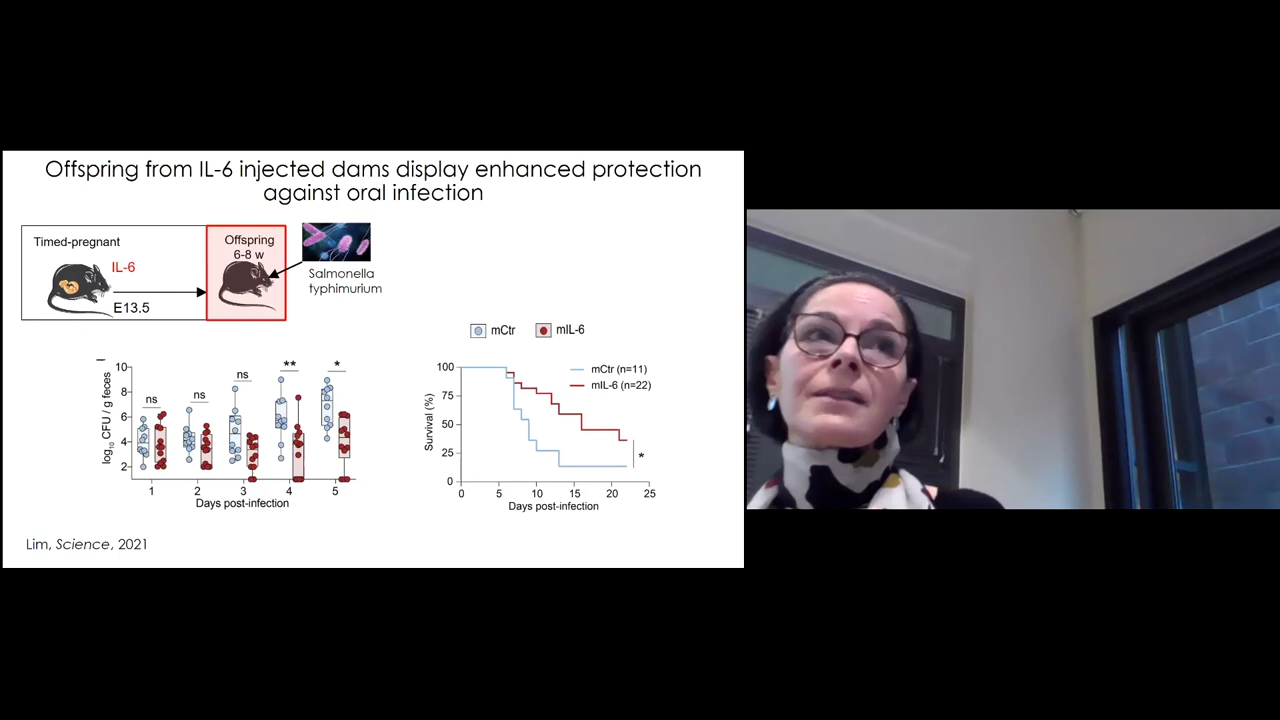 Offspring from IL-6 injected dams display enhanced protection
against oral infection
Timed-pregnant
IL-6
E13.5
Offspring
6-8 w
Salmonella
typhimurium
mCtr
mIL-6
log10 CFU / g feces
10
8
6
4
2
ns
ns
ns
**
*
1 2 3 4 5
Days post-infection
Survival (%)
100
75
50
25
0
mCtr (n=11)
mIL-6 (n=22)
*
0 5 10 15 20 25
Days post-infection
Lim, Science, 2021